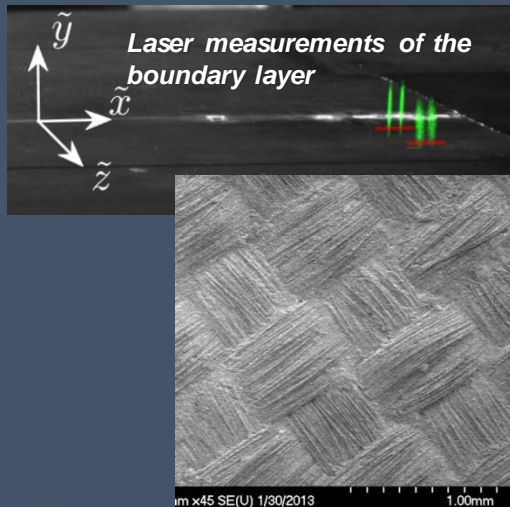 ỹ
Laser measurements of the
boundary layer
x̃
z̃
m x45 SE(U) 1/30/2013
1.00mm